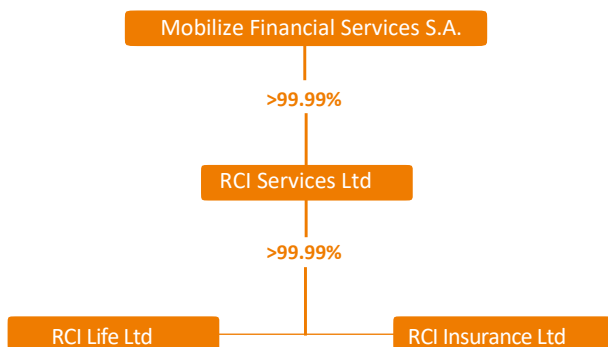 Mobilize Financial Services S.A.
>99.99%
RCI Services Ltd
>99.99%
RCI Life Ltd
RCI Insurance Ltd